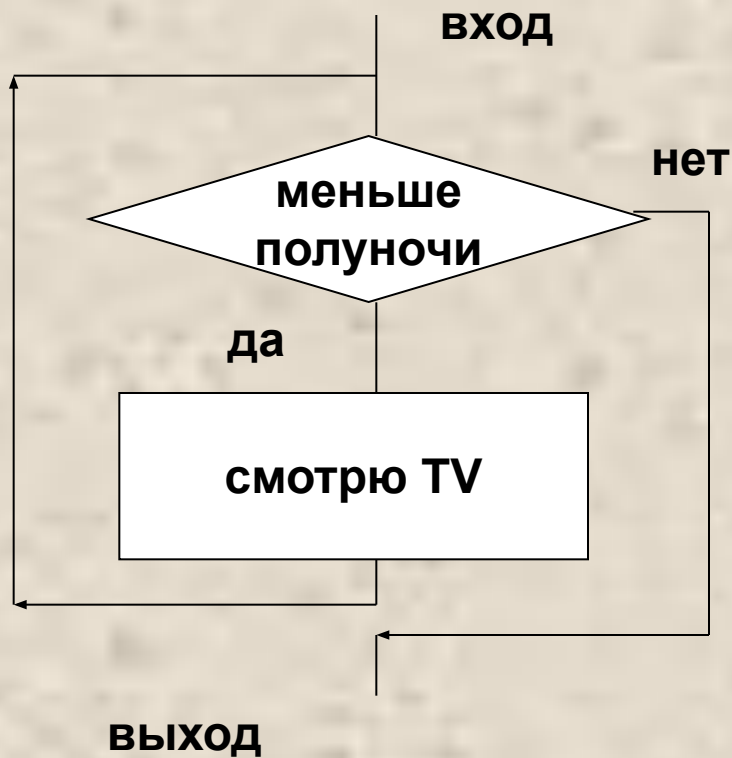 вход
нет
меньше
полуночи
да
смотрю TV
выход